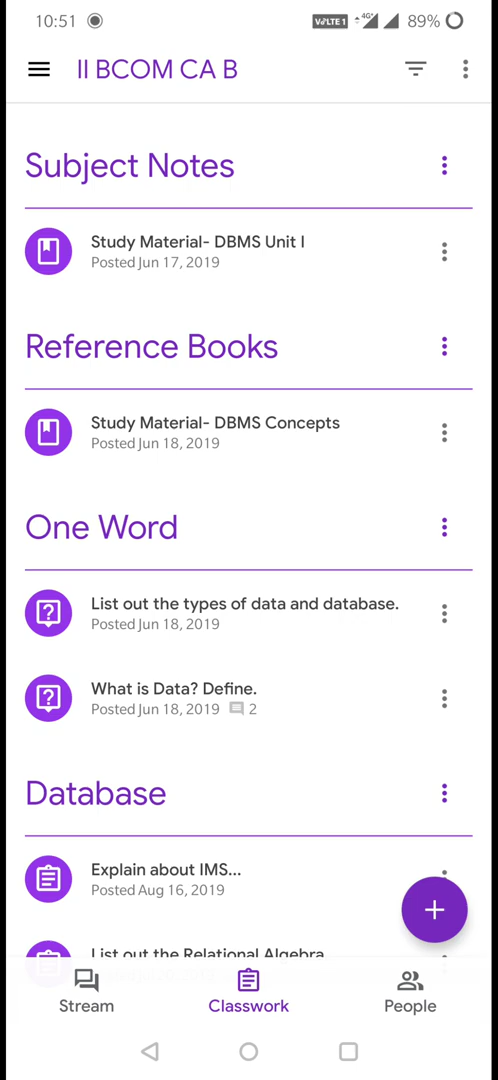 10:51 VoLTE 1 4G+ 89%
II BCOM CA B
Subject Notes
Study Material- DBMS Unit I
Posted Jun 17, 2019
Reference Books
Study Material- DBMS Concepts
Posted Jun 18, 2019
One Word
List out the types of data and database.
Posted Jun 18, 2019
What is Data? Define.
Posted Jun 18, 2019 2
Database
Explain about IMS...
Posted Aug 16, 2019
List out the Relational Algebra
Stream Classwork People